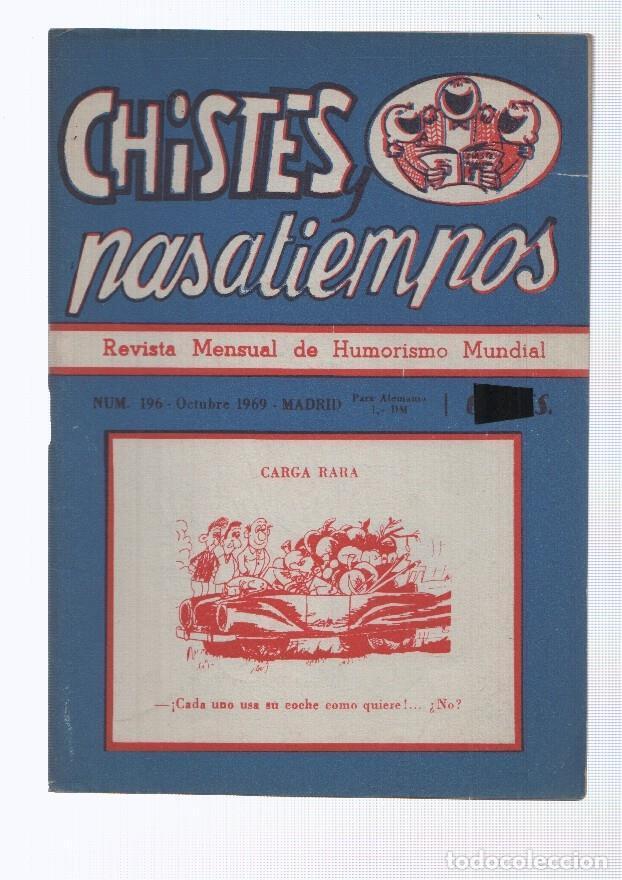 CHiSTES
y
pasatiempos
Revista Mensual de Humorismo Mundial
NUM. 196 - Octubre 1969 - MADRID
Para Alemania
1,- DM
CARGA RARA
—¡Cada uno usa su coche como quiere!... ¿No?
todocoleccion.net